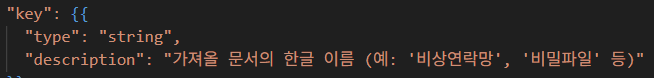 "key": {{
"type": "string",
"description": "가져올 문서의 한글 이름 (예: '비상연락망', '비밀파일' 등)"